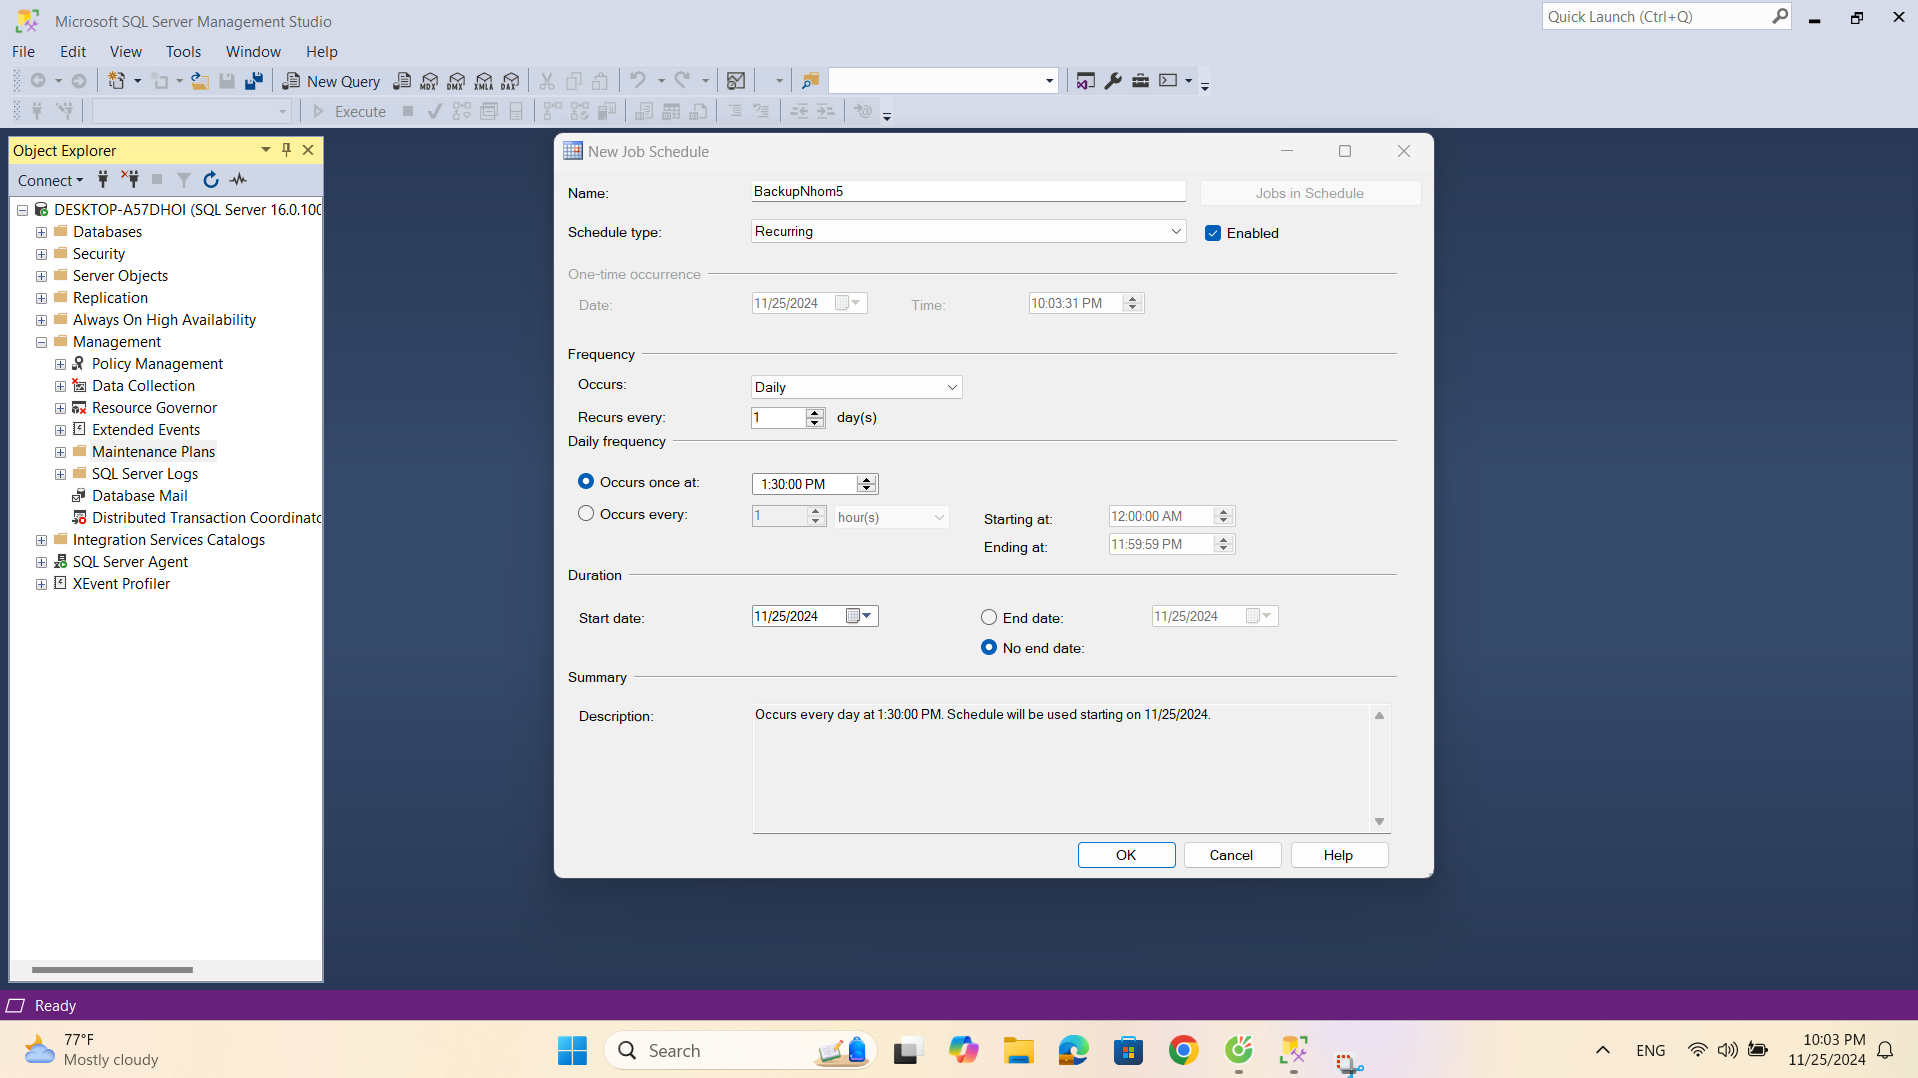 Microsoft SQL Server Management Studio
Quick Launch (Ctrl+Q)
File Edit View Tools Window Help
New Query MDX DMX XMLA DAX
Execute
Object Explorer
Connect
DESKTOP-A57DHOI (SQL Server 16.0.100
Databases
Security
Server Objects
Replication
Always On High Availability
Management
Policy Management
Data Collection
Resource Governor
Extended Events
Maintenance Plans
SQL Server Logs
Database Mail
Distributed Transaction Coordinato
Integration Services Catalogs
SQL Server Agent
XEvent Profiler
New Job Schedule
Name: BackupNhom5 Jobs in Schedule
Schedule type: Recurring Enabled
One-time occurrence
Date: 11/25/2024 Time: 10:03:31 PM
Frequency
Occurs: Daily
Recurs every: 1 day(s)
Daily frequency
Occurs once at: 1:30:00 PM
Occurs every: 1 hour(s) Starting at: 12:00:00 AM
Ending at: 11:59:59 PM
Duration
Start date: 11/25/2024 End date: 11/25/2024
No end date:
Summary
Description: Occurs every day at 1:30:00 PM. Schedule will be used starting on 11/25/2024.
OK Cancel Help
Ready
77°F
Mostly cloudy
Search
ENG
10:03 PM
11/25/2024